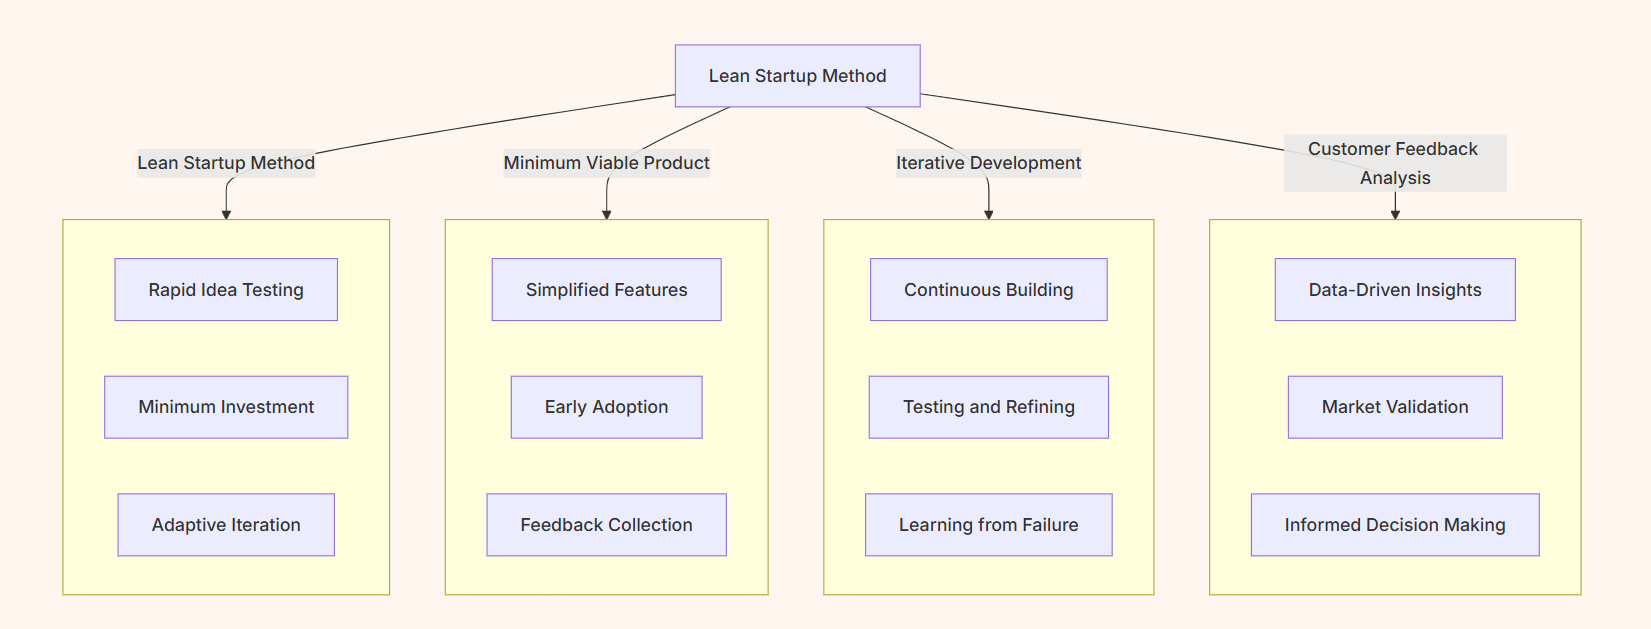 Lean Startup Method
Lean Startup Method
Minimum Viable Product
Iterative Development
Customer Feedback
Analysis
Rapid Idea Testing
Minimum Investment
Adaptive Iteration
Simplified Features
Early Adoption
Feedback Collection
Continuous Building
Testing and Refining
Learning from Failure
Data-Driven Insights
Market Validation
Informed Decision Making